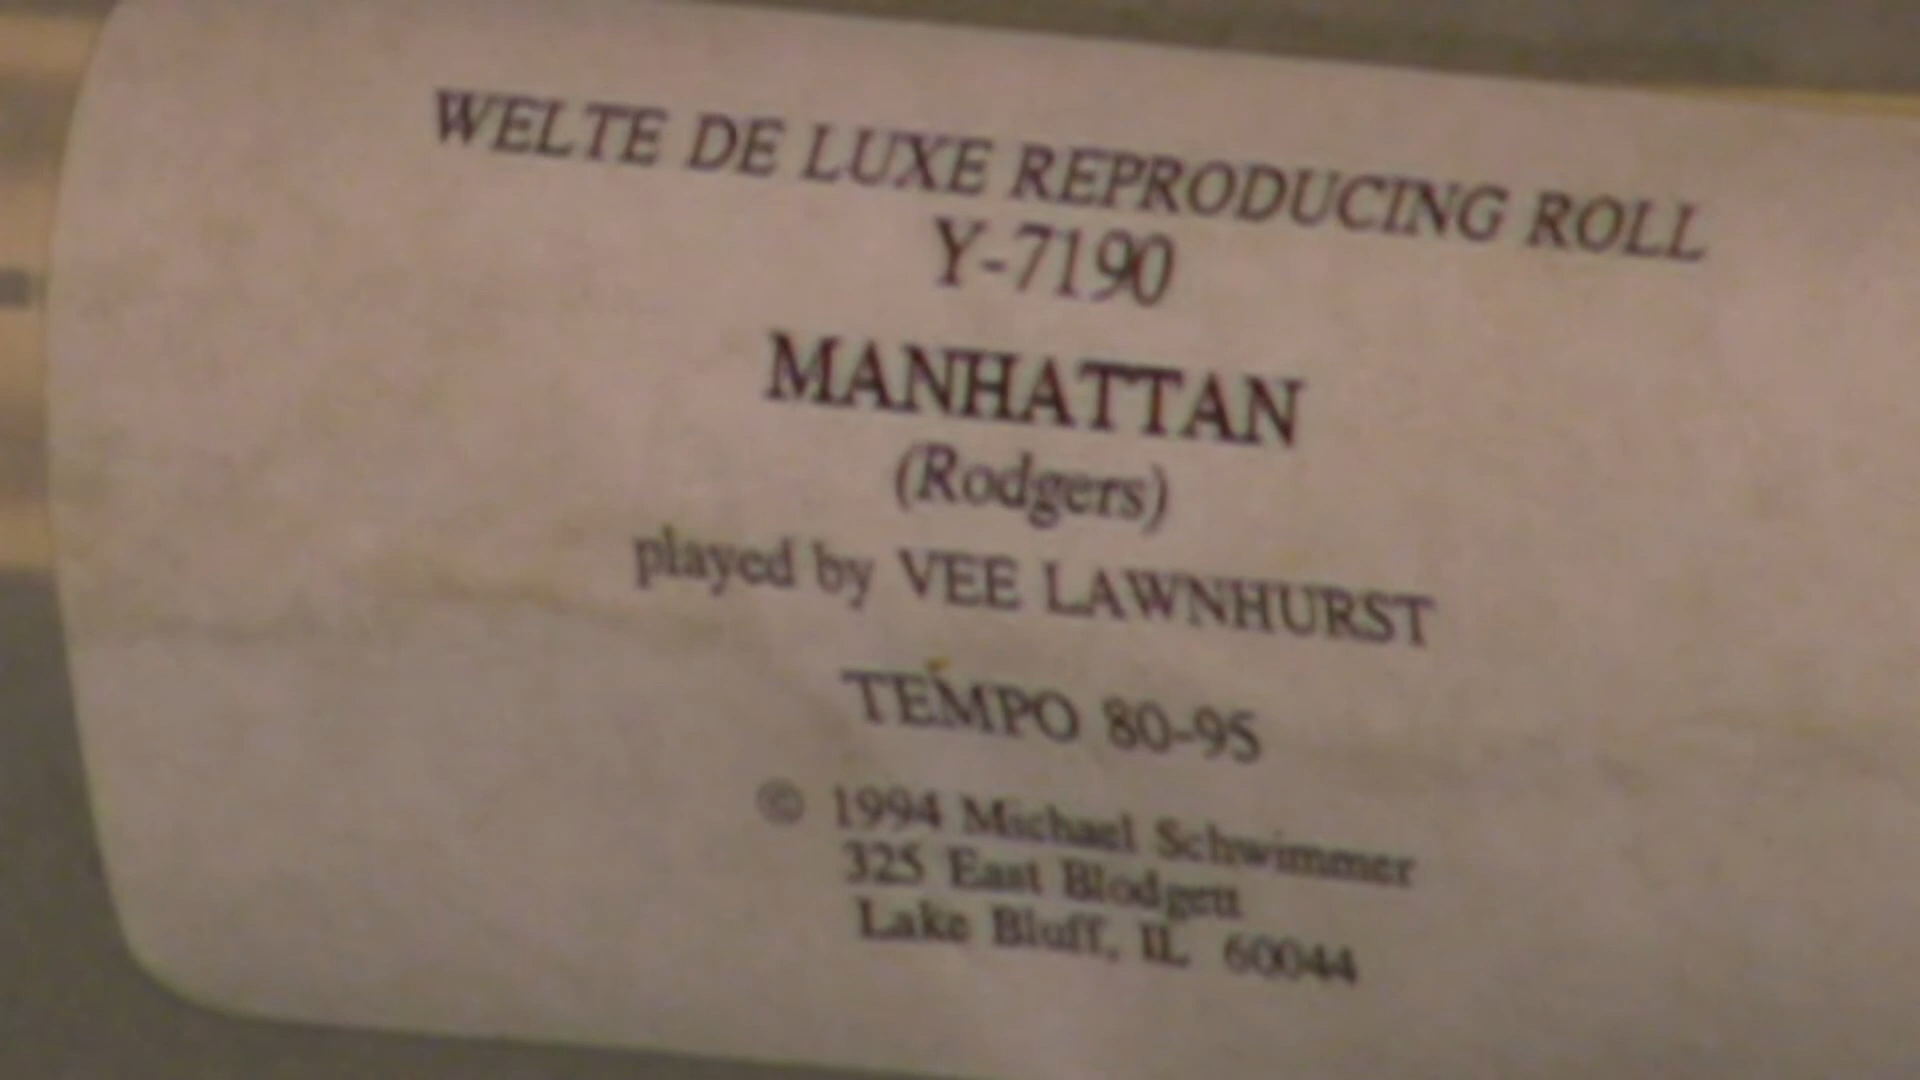 WELTE DE LUXE REPRODUCING ROLL
Y-7190
MANHATTAN
(Rodgers)
played by VEE LAWNHURST
TEMPO 80-95
© 1994 Michael Schwimmer
325 East Blodgett
Lake Bluff, IL 60044